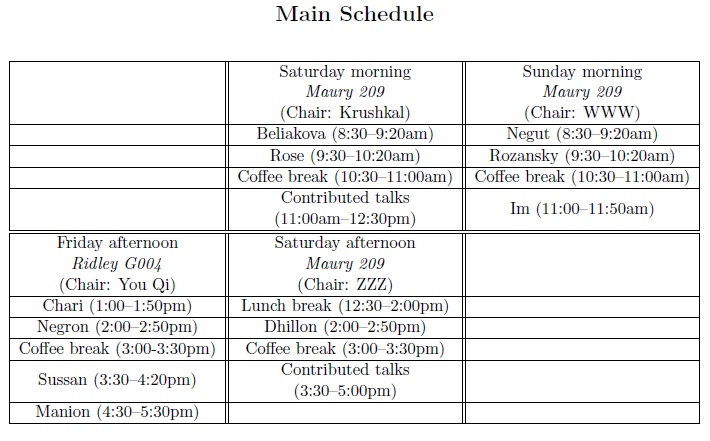 Main Schedule
Saturday morning
Maury 209
(Chair: Krushkal)
Sunday morning
Maury 209
(Chair: WWW)
Beliakova (8:30–9:20am)
Negut (8:30–9:20am)
Rose (9:30–10:20am)
Rozansky (9:30–10:20am)
Coffee break (10:30–11:00am)
Coffee break (10:30–11:00am)
Contributed talks
(11:00am–12:30pm)
Im (11:00–11:50am)
Friday afternoon
Ridley G004
(Chair: You Qi)
Saturday afternoon
Maury 209
(Chair: ZZZ)
Chari (1:00–1:50pm)
Lunch break (12:30–2:00pm)
Negron (2:00–2:50pm)
Dhillon (2:00–2:50pm)
Coffee break (3:00-3:30pm)
Coffee break (3:00–3:30pm)
Sussan (3:30–4:20pm)
Contributed talks
(3:30–5:00pm)
Manion (4:30–5:30pm)